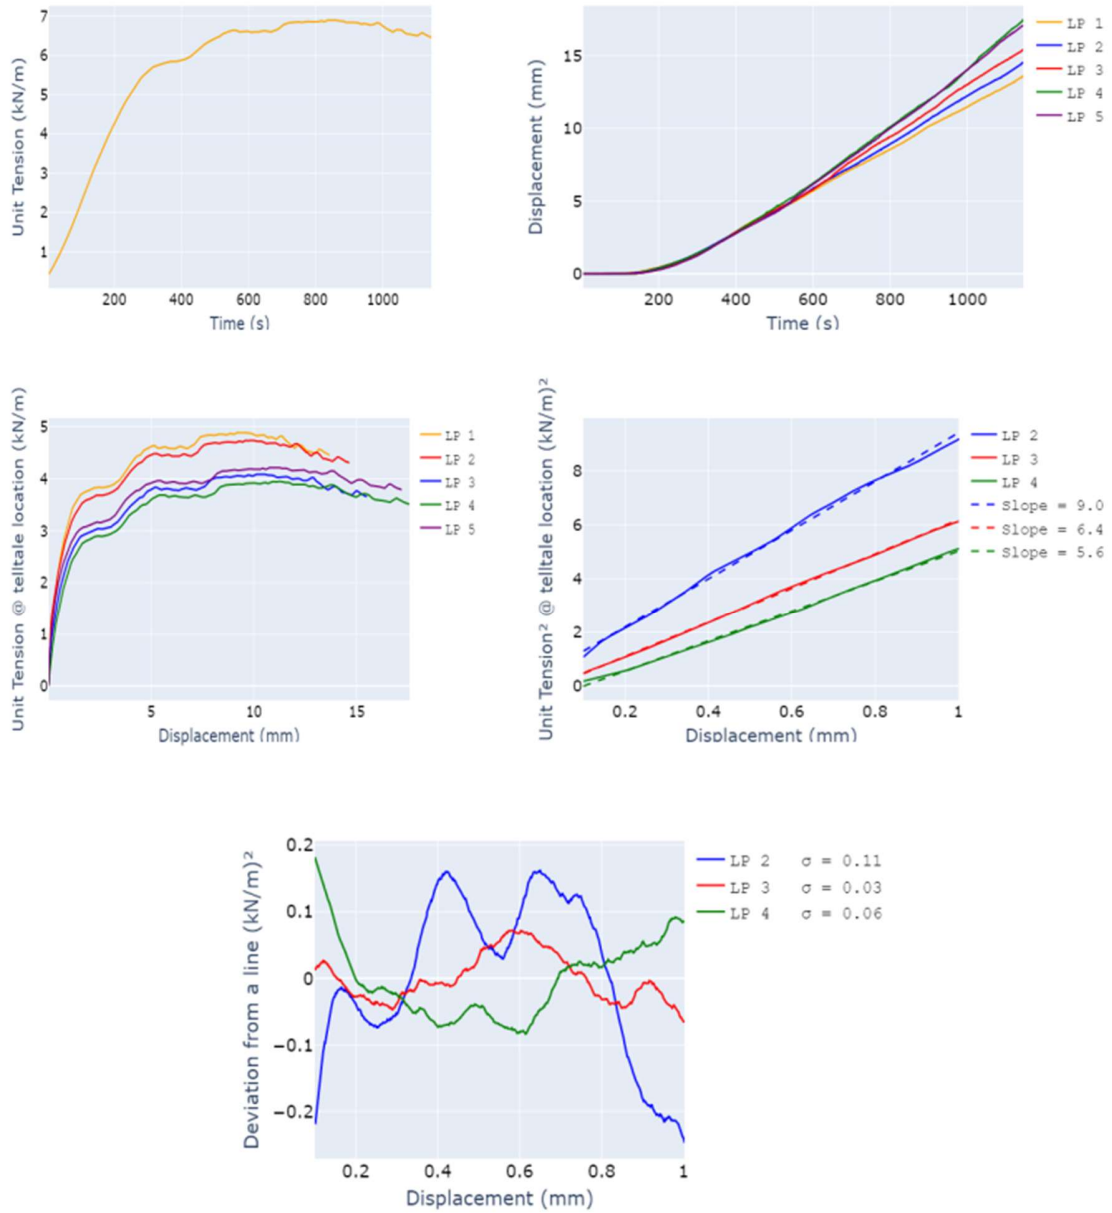 Unit Tension (kN/m)
7
6
5
4
3
2
1
200 400 600 800 1000
Time (s)
Displacement (mm)
15
10
5
0
200 400 600 800 1000
Time (s)
LP 1
LP 2
LP 3
LP 4
LP 5
Unit Tension @ telltale location (kN/m)
5
4
3
2
1
0
5 10 15
Displacement (mm)
LP 1
LP 2
LP 3
LP 4
LP 5
Unit Tension² @ telltale location (kN/m)²
8
6
4
2
0
0.2 0.4 0.6 0.8 1
Displacement (mm)
LP 2
LP 3
LP 4
Slope = 9.0
Slope = 6.4
Slope = 5.6
Deviation from a line (kN/m)²
0.2
0.1
0
−0.1
−0.2
0.2 0.4 0.6 0.8 1
Displacement (mm)
LP 2 σ = 0.11
LP 3 σ = 0.03
LP 4 σ = 0.06